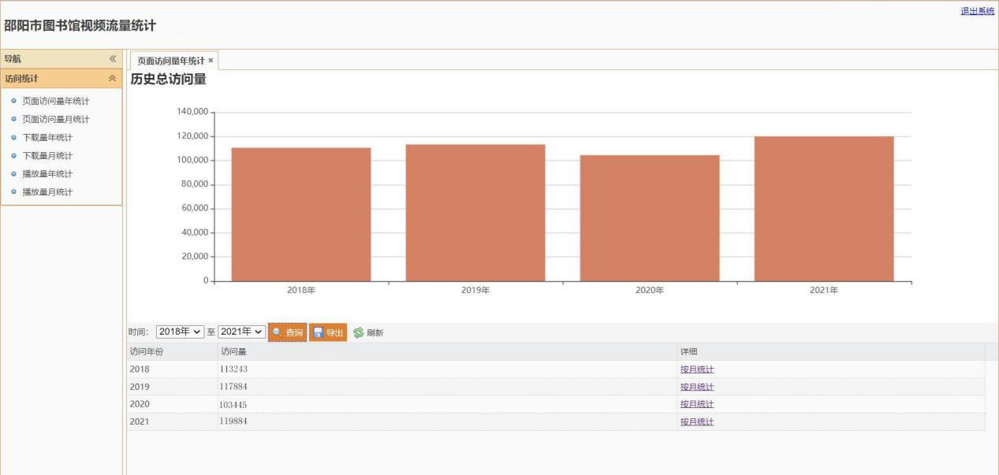 退出系统
邵阳市图书馆视频流量统计
导航
访问统计
页面访问量年统计
页面访问量月统计
下载量年统计
下载量月统计
播放量年统计
播放量月统计
页面访问量年统计 ×
历史总访问量
140,000
120,000
100,000
80,000
60,000
40,000
20,000
0
2018年 2019年 2020年 2021年
时间: 2018年 至 2021年 查询 导出 刷新
访问年份 访问量 详细
2018 113243 按月统计
2019 117884 按月统计
2020 103445 按月统计
2021 119884 按月统计